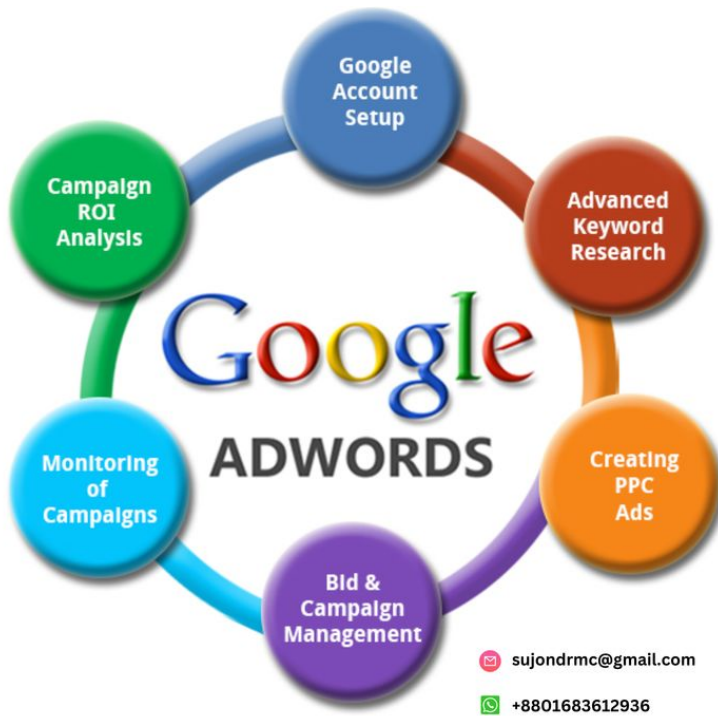 Google
Account
Setup
Advanced
Keyword
Research
Creating
PPC
Ads
Bid &
Campaign
Management
Monitoring
of
Campaigns
Campaign
ROI
Analysis
Google
ADWORDS
sujondrmc@gmail.com
+8801683612936